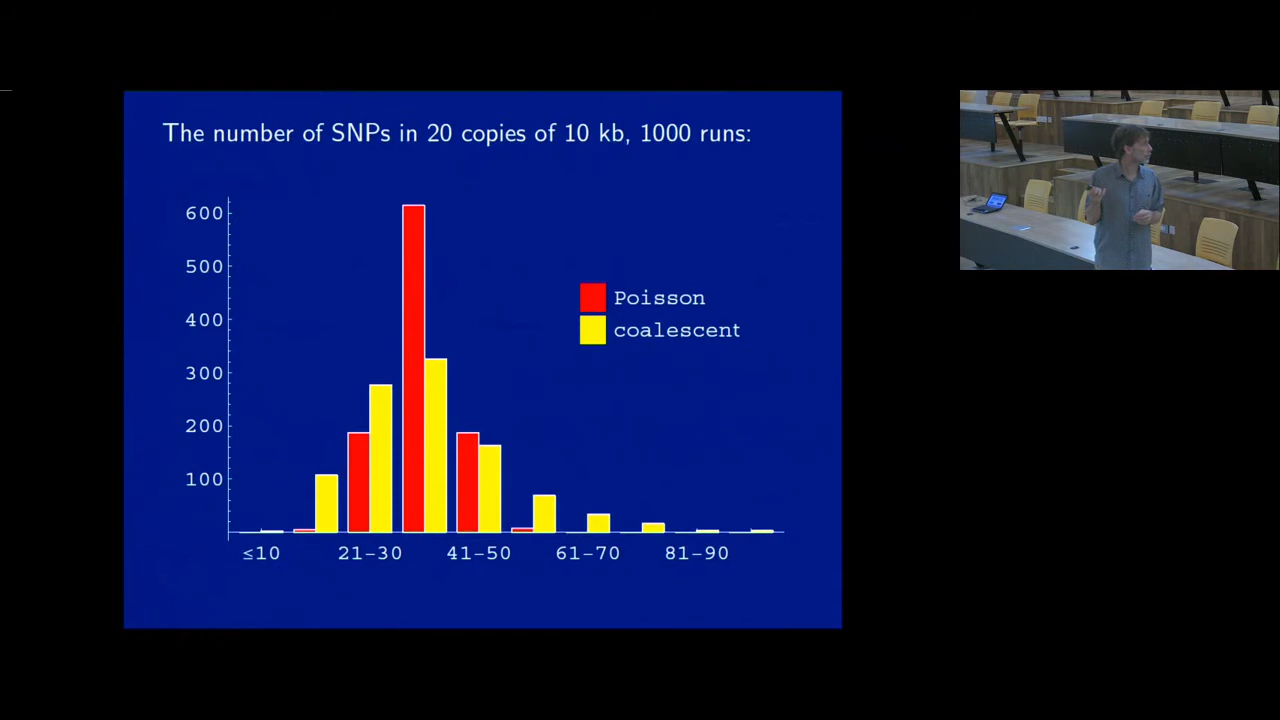 The number of SNPs in 20 copies of 10 kb, 1000 runs:
600
500
400
300
200
100
Poisson
coalescent
≤10 21–30 41–50 61–70 81–90